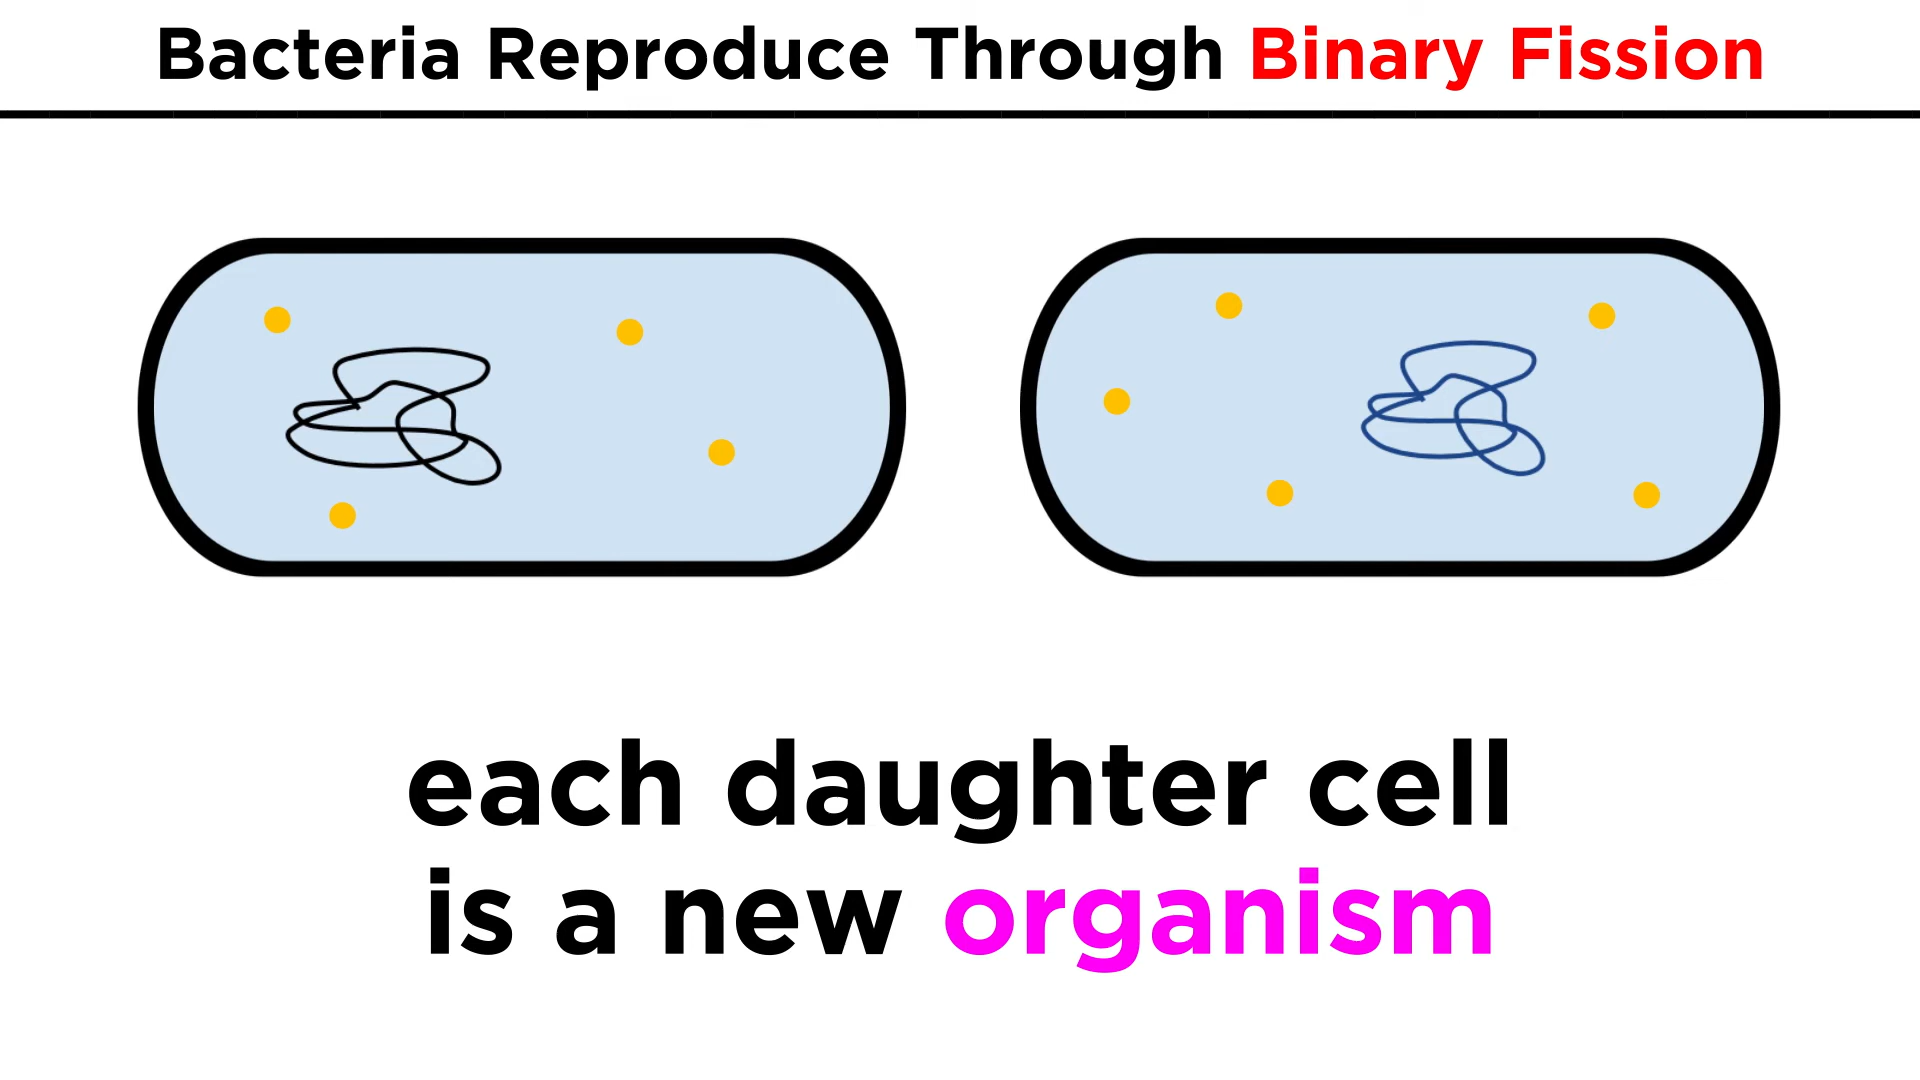 Bacteria Reproduce Through Binary Fission
each daughter cell
is a new organism